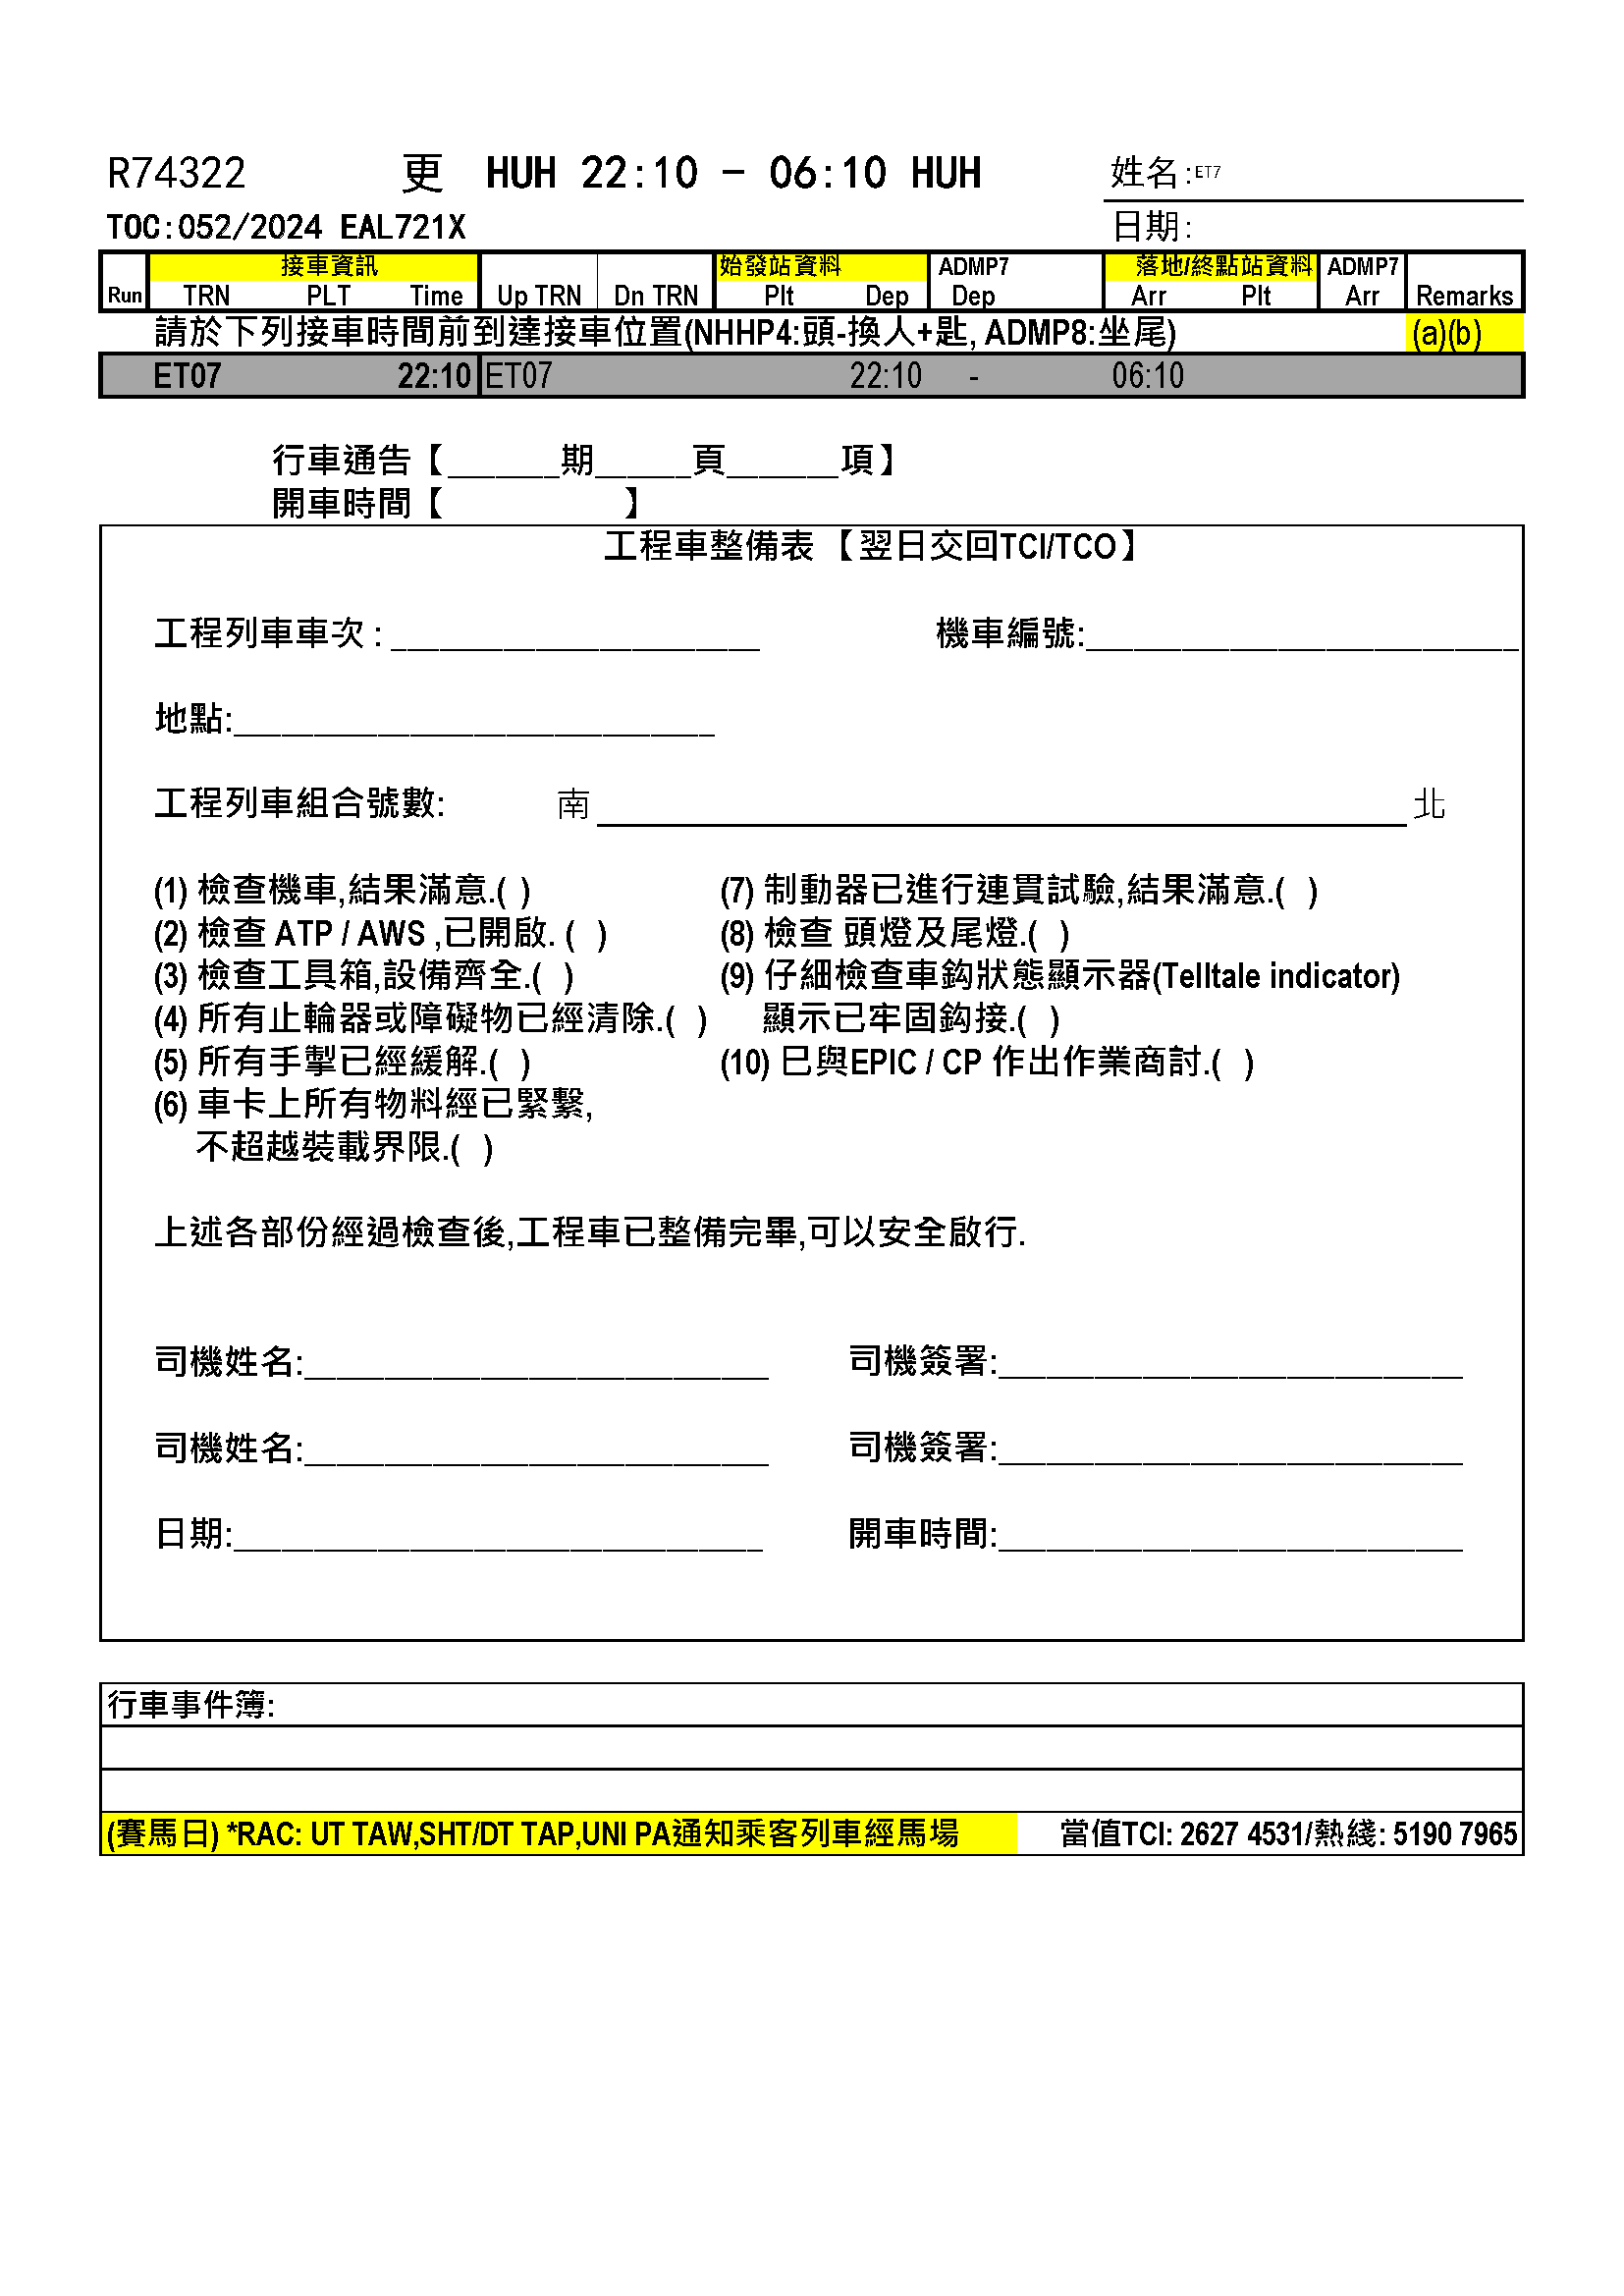 R74322 更 HUH 22:10 - 06:10 HUH 姓名:ET7
TOC:052/2024 EAL721X 日期:
接車資訊 始發站資料 ADMP7 落地/終點站資料 ADMP7
Run TRN PLT Time Up TRN Dn TRN Plt Dep Dep Arr Plt Arr Remarks
請於下列接車時間前到達接車位置(NHHP4:頭-換人+匙, ADMP8:坐尾) (a)(b)
ET07 22:10 ET07 22:10 - 06:10
行車通告【_______期______頁_______項】
開車時間【 】
工程車整備表 【翌日交回TCI/TCO】
工程列車車次 : _______________________ 機車編號:___________________________
地點:______________________________
工程列車組合號數: 南 北
(1) 檢查機車,結果滿意.( ) (7) 制動器已進行連貫試驗,結果滿意.( )
(2) 檢查 ATP / AWS ,已開啟. ( ) (8) 檢查 頭燈及尾燈.( )
(3) 檢查工具箱,設備齊全.( ) (9) 仔細檢查車鈎狀態顯示器(Telltale indicator)
(4) 所有止輪器或障礙物已經清除.( ) 顯示已牢固鈎接.( )
(5) 所有手掣已經緩解.( ) (10) 巳與EPIC / CP 作出作業商討.( )
(6) 車卡上所有物料經已緊繫,
不超越裝載界限.( )
上述各部份經過檢查後,工程車已整備完畢,可以安全啟行.
司機姓名:_____________________________ 司機簽署:_____________________________
司機姓名:_____________________________ 司機簽署:_____________________________
日期:_________________________________ 開車時間:_____________________________
行車事件簿:
(賽馬日) *RAC: UT TAW,SHT/DT TAP,UNI PA通知乘客列車經馬場 當值TCI: 2627 4531/熱綫: 5190 7965